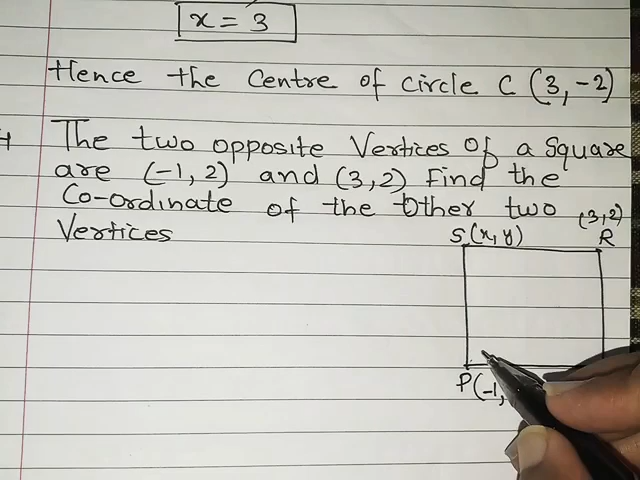 x = 3
Hence the Centre of circle C (3, -2)
The two opposite Vertices of a Square
are (-1, 2) and (3, 2) Find the
Co-ordinate of the Other two
Vertices
(3, 2)
S(x, y) R
P(-1,